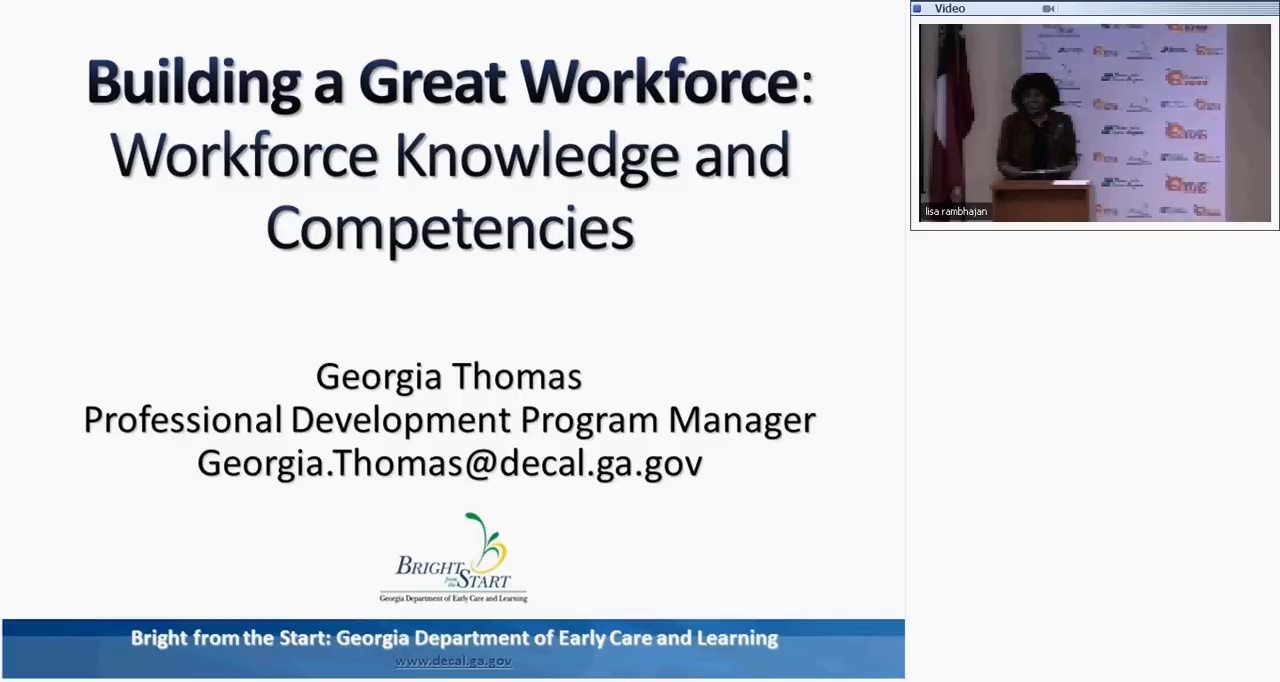 Building a Great Workforce:
Workforce Knowledge and
Competencies
Georgia Thomas
Professional Development Program Manager
Georgia.Thomas@decal.ga.gov
BRIGHT
from
the START
Georgia Department of Early Care and Learning
Bright from the Start: Georgia Department of Early Care and Learning
www.decal.ga.gov
Video
lisa rambhajan